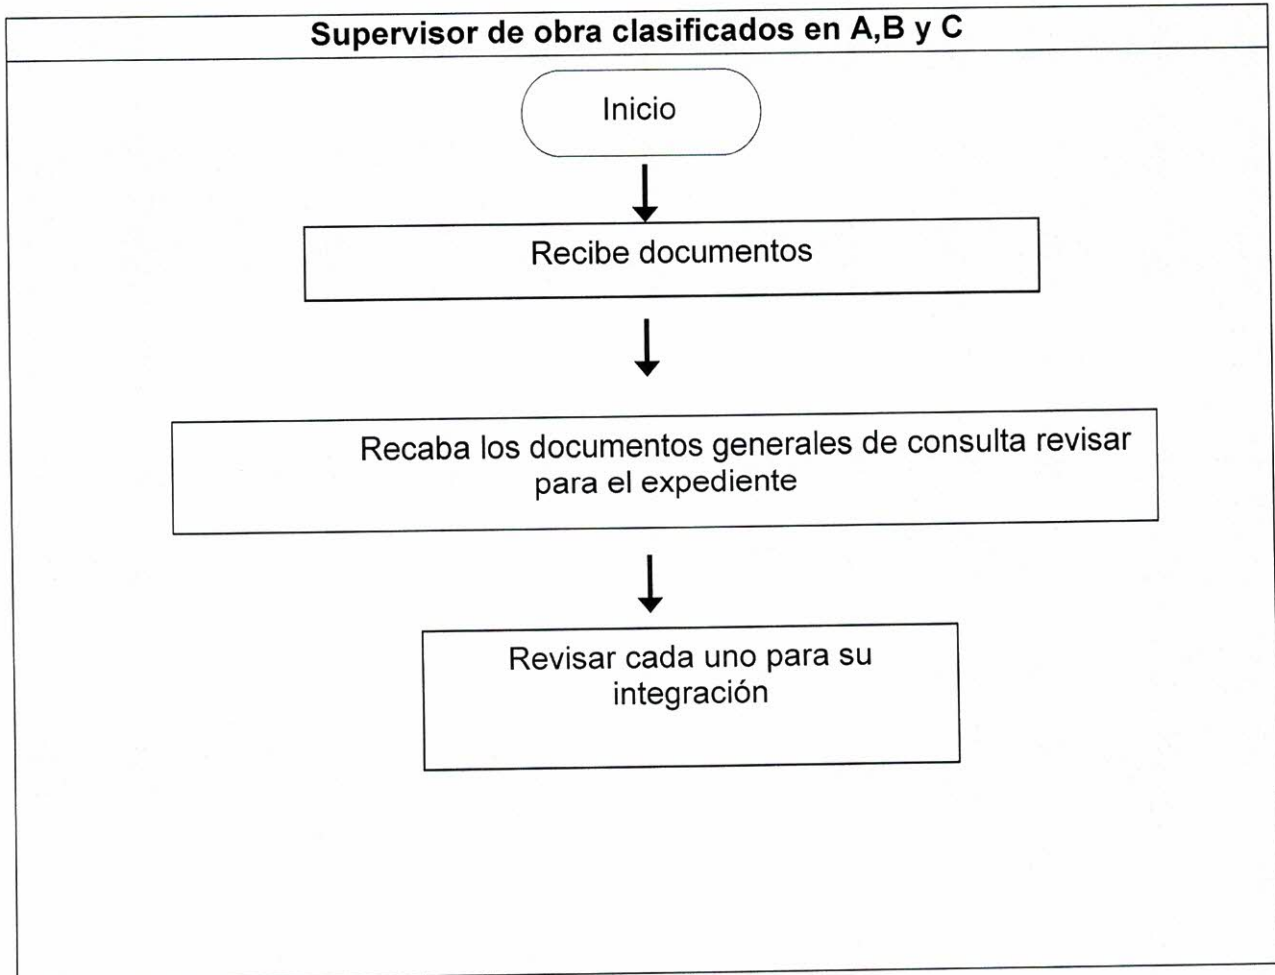 Supervisor de obra clasificados en A,B y C
Inicio
Recibe documentos
Recaba los documentos generales de consulta revisar
para el expediente
Revisar cada uno para su
integración